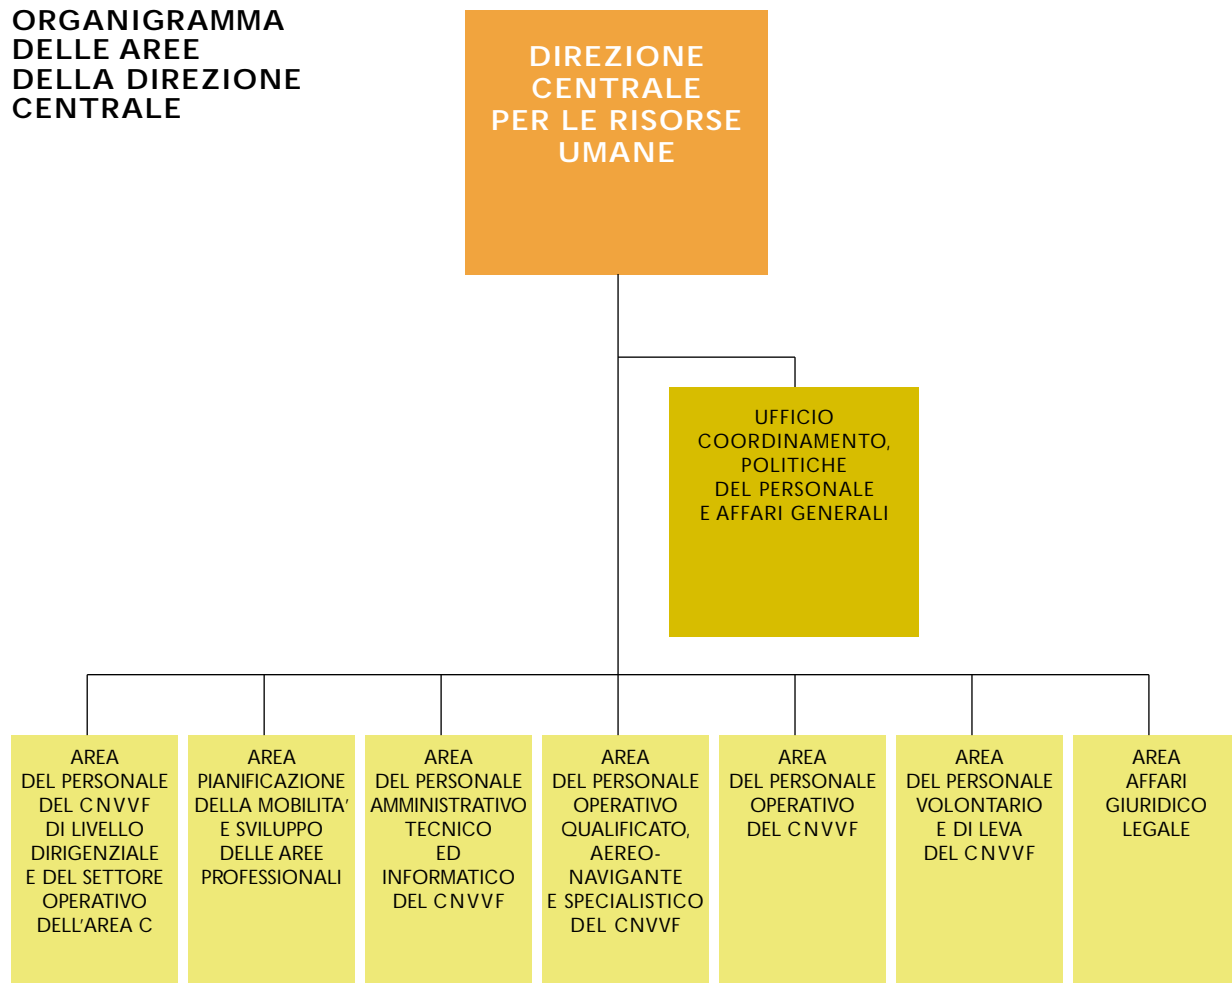 ORGANIGRAMMA
DELLE AREE
DELLA DIREZIONE
CENTRALE
DIREZIONE
CENTRALE
PER LE RISORSE
UMANE
UFFICIO
COORDINAMENTO,
POLITICHE
DEL PERSONALE
E AFFARI GENERALI
AREA
DEL PERSONALE
DEL CNVVF
DI LIVELLO
DIRIGENZIALE
E DEL SETTORE
OPERATIVO
DELL'AREA C
AREA
PIANIFICAZIONE
DELLA MOBILITA'
E SVILUPPO
DELLE AREE
PROFESSIONALI
AREA
DEL PERSONALE
AMMINISTRATIVO
TECNICO
ED
INFORMATICO
DEL CNVVF
AREA
DEL PERSONALE
OPERATIVO
QUALIFICATO,
AEREO-
NAVIGANTE
E SPECIALISTICO
DEL CNVVF
AREA
DEL PERSONALE
OPERATIVO
DEL CNVVF
AREA
DEL PERSONALE
VOLONTARIO
E DI LEVA
DEL CNVVF
AREA
AFFARI
GIURIDICO
LEGALE